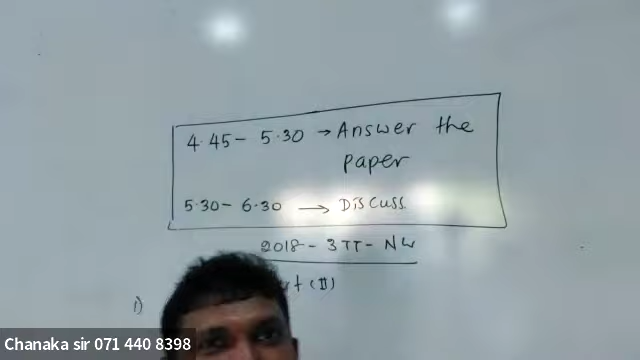 4.45 - 5.30 → Answer the
paper
5.30 - 6.30 → Discuss
2018 - 3TT - NW
(II)
1)
Chanaka sir 071 440 8398